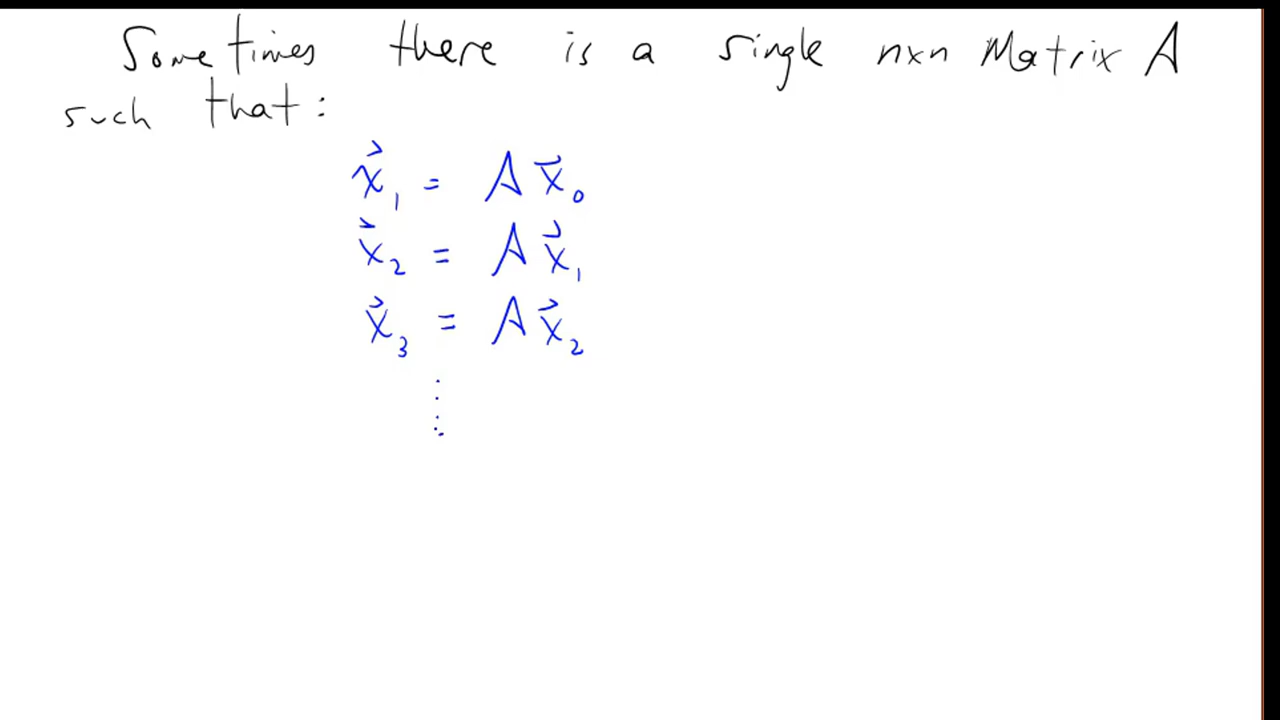 Sometimes there is a single nxn Matrix A
such that:
x⃗₁ = A x⃗₀
x⃗₂ = A x⃗₁
x⃗₃ = A x⃗₂
⋮